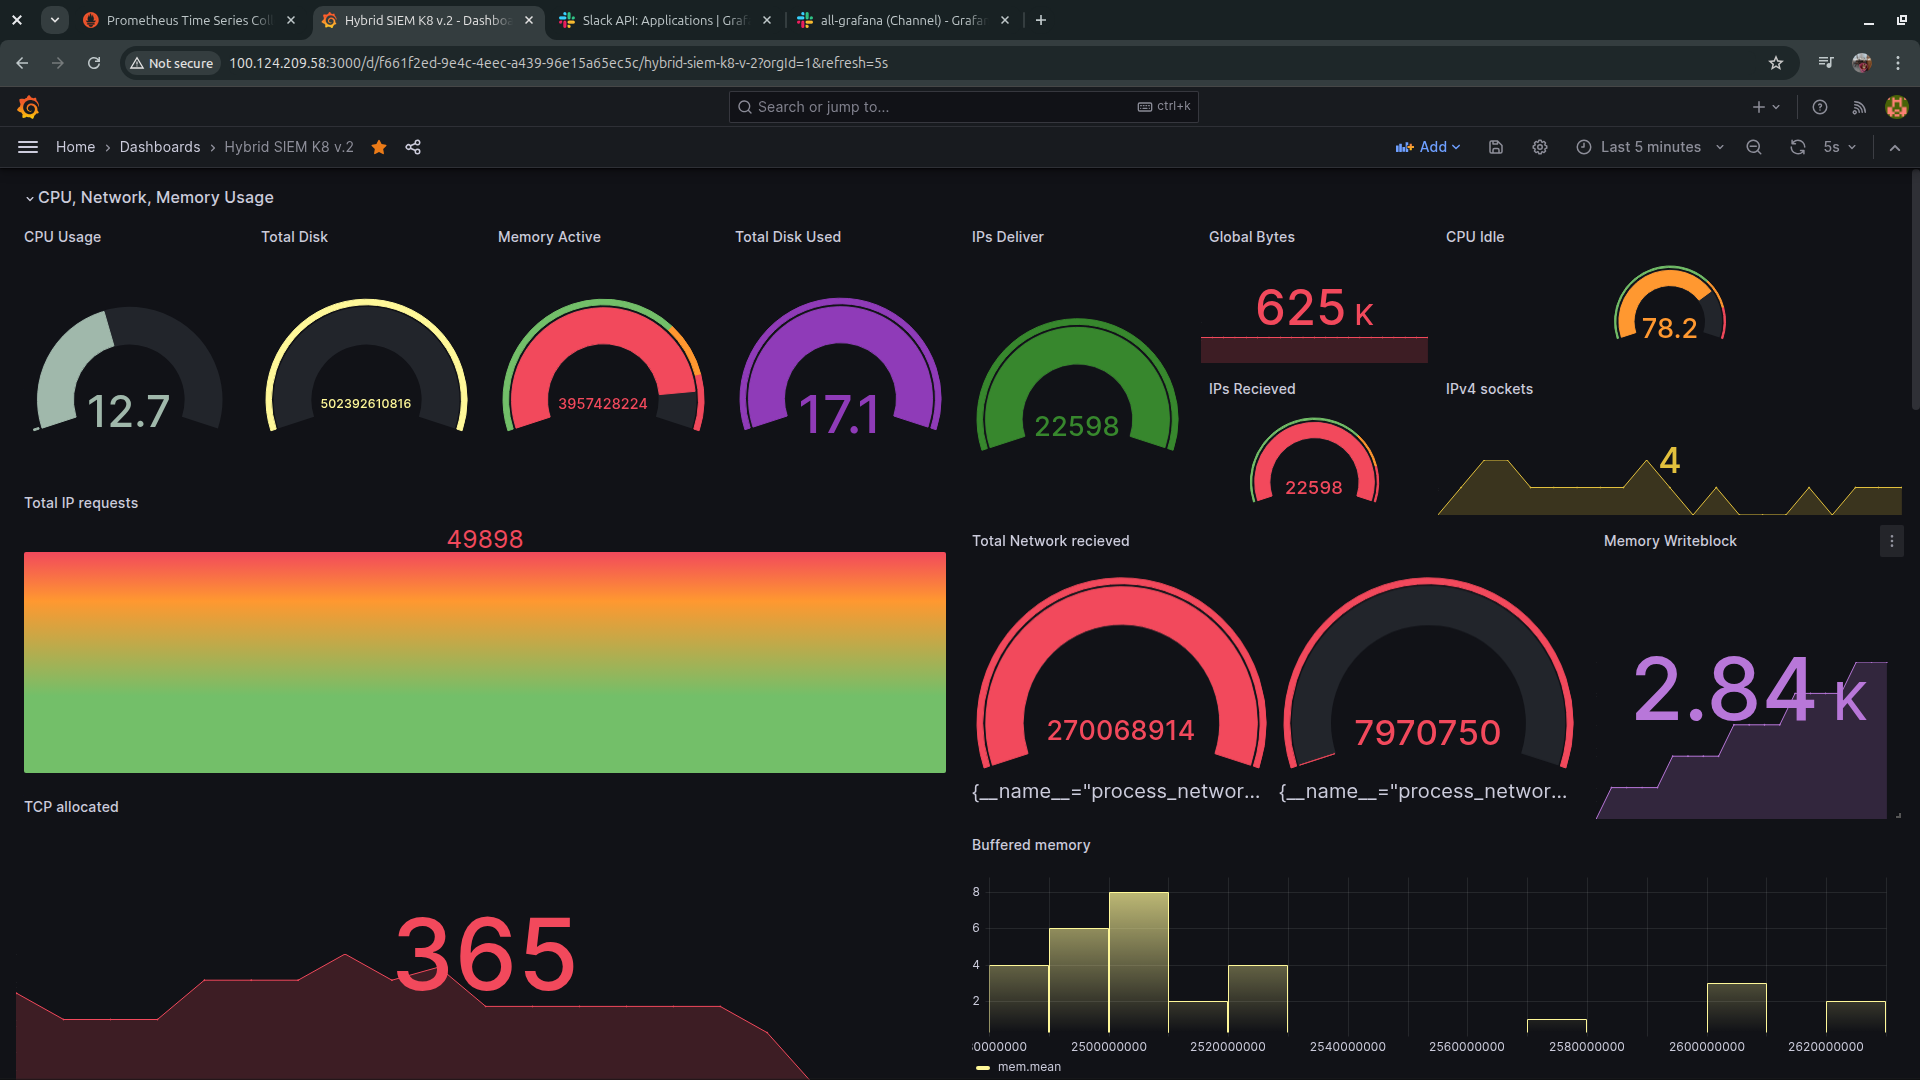 Prometheus Time Series Coll
Hybrid SIEM K8 v.2 - Dashboa
Slack API: Applications | Graf
all-grafana (Channel) - Grafa
Not secure
100.124.209.58:3000/d/f661f2ed-9e4c-4eec-a439-96e15a65ec5c/hybrid-siem-k8-v-2?orgId=1&refresh=5s
Search or jump to...
ctrl+k
Home › Dashboards › Hybrid SIEM K8 v.2
Add
Last 5 minutes
5s
CPU, Network, Memory Usage
CPU Usage
12.7
Total Disk
502392610816
Memory Active
3957428224
Total Disk Used
17.1
IPs Deliver
22598
Global Bytes
625 K
CPU Idle
78.2
IPs Recieved
22598
IPv4 sockets
4
Total IP requests
49898
Total Network recieved
270068914
{__name__="process_networ...
7970750
{__name__="process_networ...
Memory Writeblock
2.84 K
TCP allocated
365
Buffered memory
8
6
4
2
0000000
2500000000
2520000000
2540000000
2560000000
2580000000
2600000000
2620000000
mem.mean